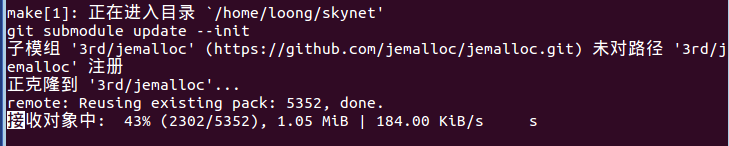 make[1]: 正在进入目录 `/home/loong/skynet'
git submodule update --init
子模组 '3rd/jemalloc' (https://github.com/jemalloc/jemalloc.git) 未对路径 '3rd/j
emalloc' 注册
正克隆到 '3rd/jemalloc'...
remote: Reusing existing pack: 5352, done.
接收对象中:  43% (2302/5352), 1.05 MiB | 184.00 KiB/s     s